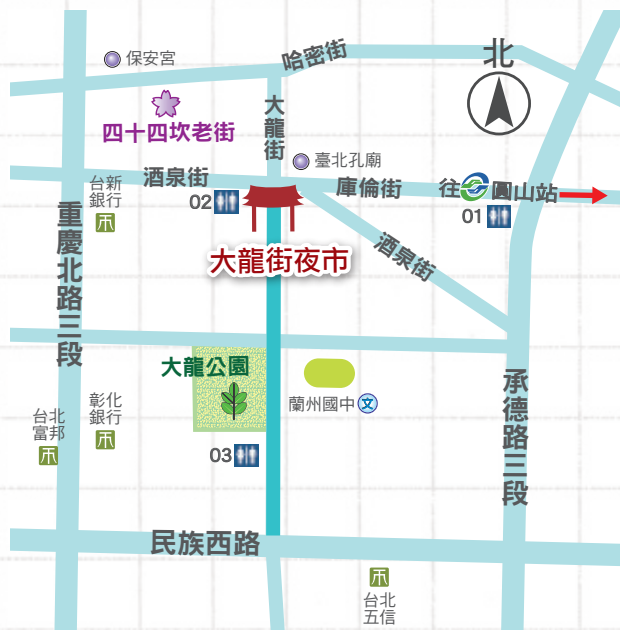 北
保安宮
哈密街
四十四坎老街
大龍街
臺北孔廟
酒泉街
庫倫街
往
圓山站
台新
銀行
02
01
重慶北路三段
大龍街夜市
酒泉街
大龍公園
蘭州國中
文
承德路三段
彰化
銀行
台北
富邦
03
民族西路
台北
五信